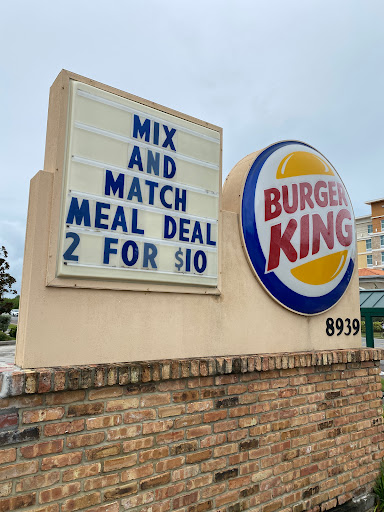 MIX
AND
MATCH
MEAL DEAL
2 FOR $10
BURGER
KING
8939